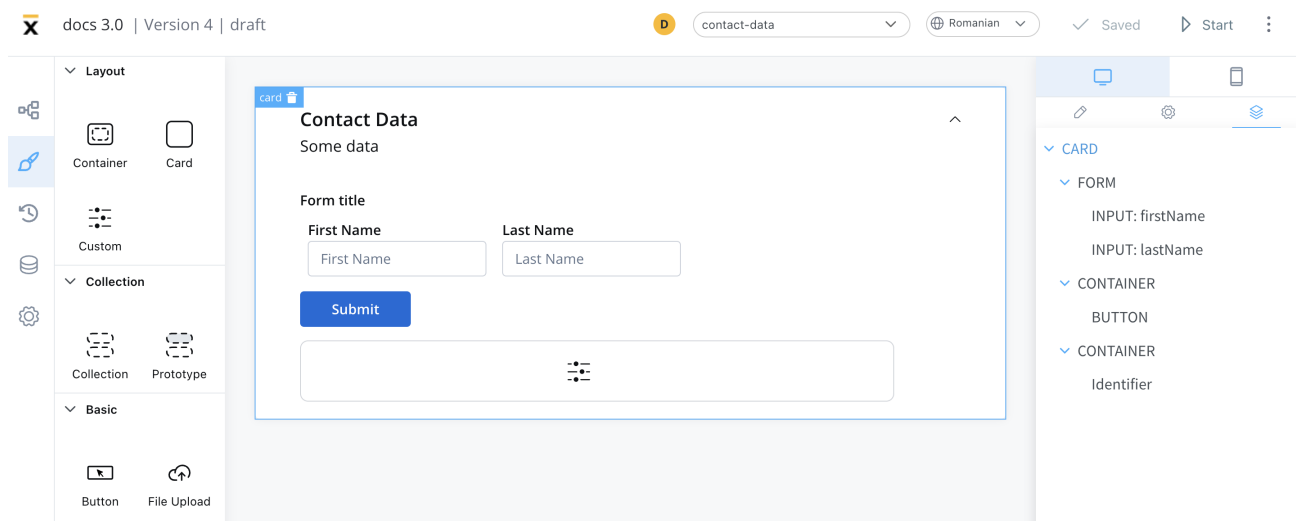 docs 3.0 | Version 4 | draft
D
contact-data
Romanian
Saved
Start
Layout
Container
Card
Custom
Collection
Collection
Prototype
Basic
Button
File Upload
card
Contact Data
Some data
Form title
First Name
Last Name
First Name
Last Name
Submit
CARD
FORM
INPUT: firstName
INPUT: lastName
CONTAINER
BUTTON
CONTAINER
Identifier